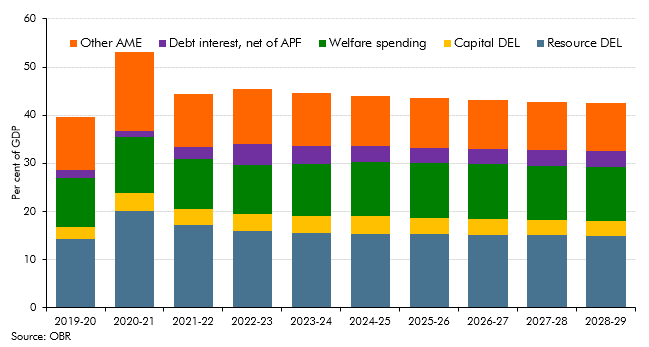 60
Other AME Debt interest, net of APF Welfare spending Capital DEL Resource DEL
50
40
30
20
10
0
Per cent of GDP
2019-20 2020-21 2021-22 2022-23 2023-24 2024-25 2025-26 2026-27 2027-28 2028-29
Source: OBR